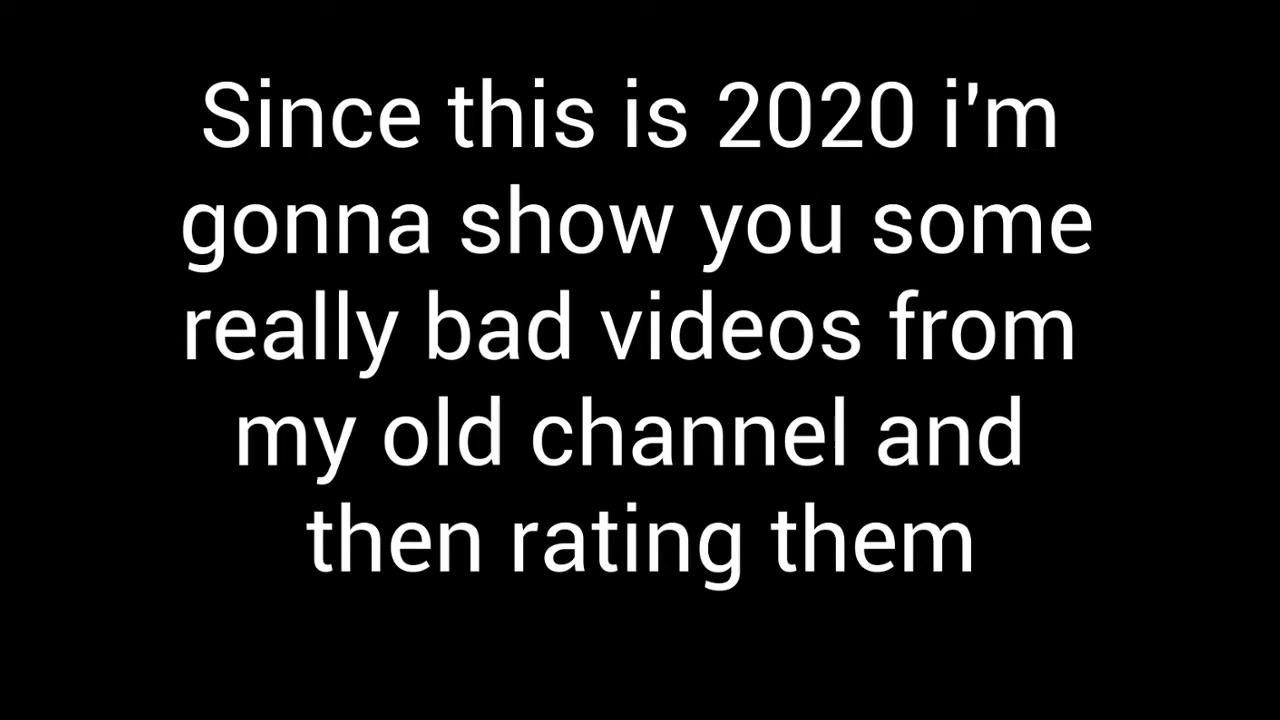 Since this is 2020 i'm
gonna show you some
really bad videos from
my old channel and
then rating them